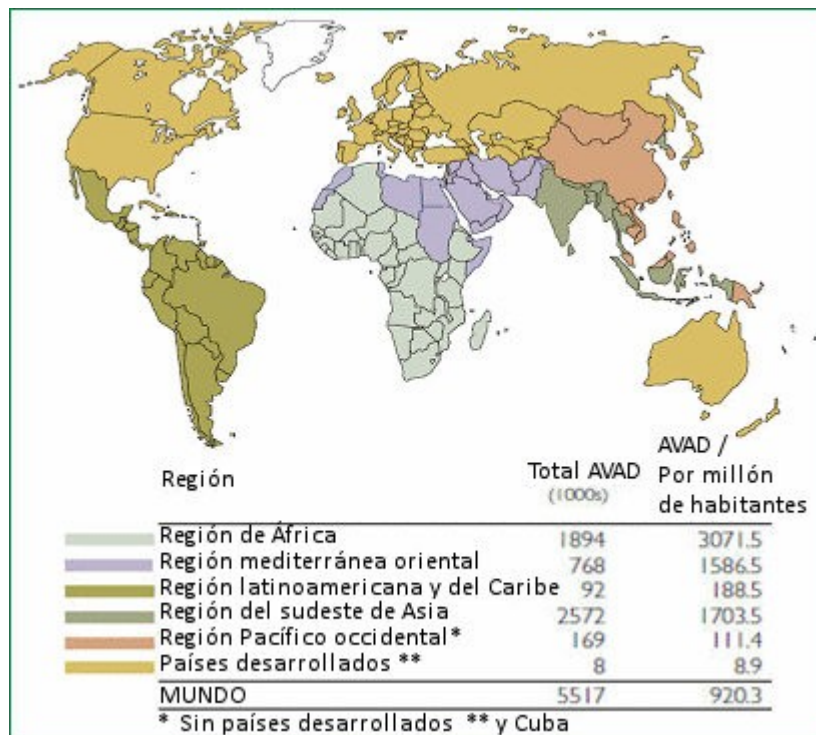 Región Total AVAD (1000s) AVAD / Por millón de habitantes
Región de África 1894 3071.5
Región mediterránea oriental 768 1586.5
Región latinoamericana y del Caribe 92 188.5
Región del sudeste de Asia 2572 1703.5
Región Pacífico occidental* 169 111.4
Países desarrollados ** 8 8.9
MUNDO 5517 920.3
* Sin países desarrollados ** y Cuba